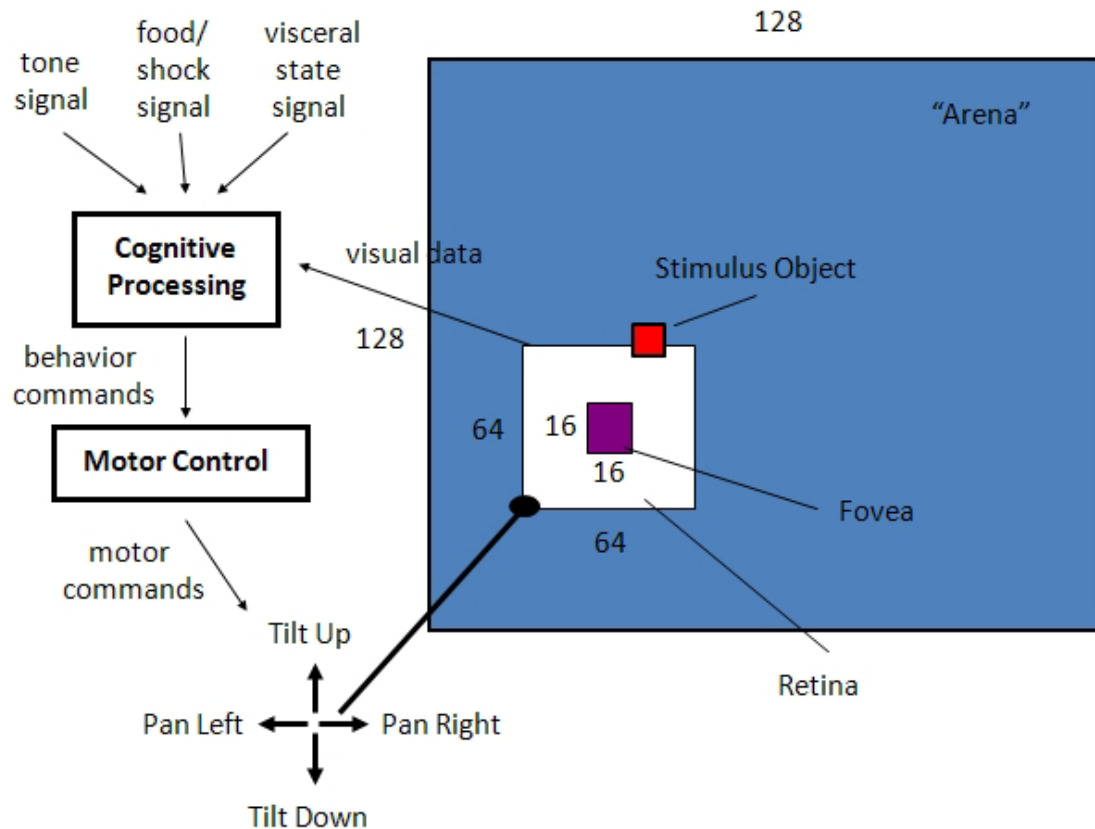 128
tone
signal
food/
shock
signal
visceral
state
signal
“Arena”
Cognitive
Processing
visual data
Stimulus Object
128
behavior
commands
64
16
16
Motor Control
Fovea
64
motor
commands
Tilt Up
Retina
Pan Left
Pan Right
Tilt Down